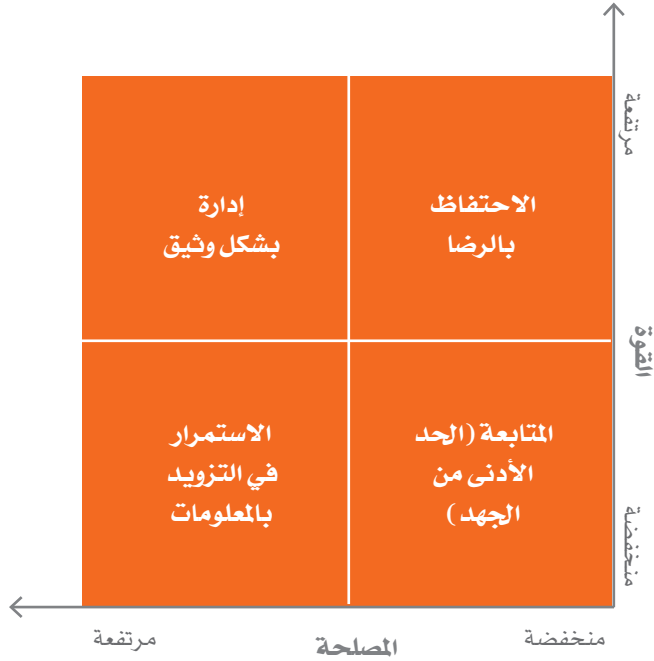 مرتفعة
الاحتفاظ
بالرضا
إدارة
بشكل وثيق
القوة
المتابعة (الحد
الأدنى من
الجهد)
الاستمرار
في التزويد
بالمعلومات
منخفضة
منخفضة
المصلحة
مرتفعة